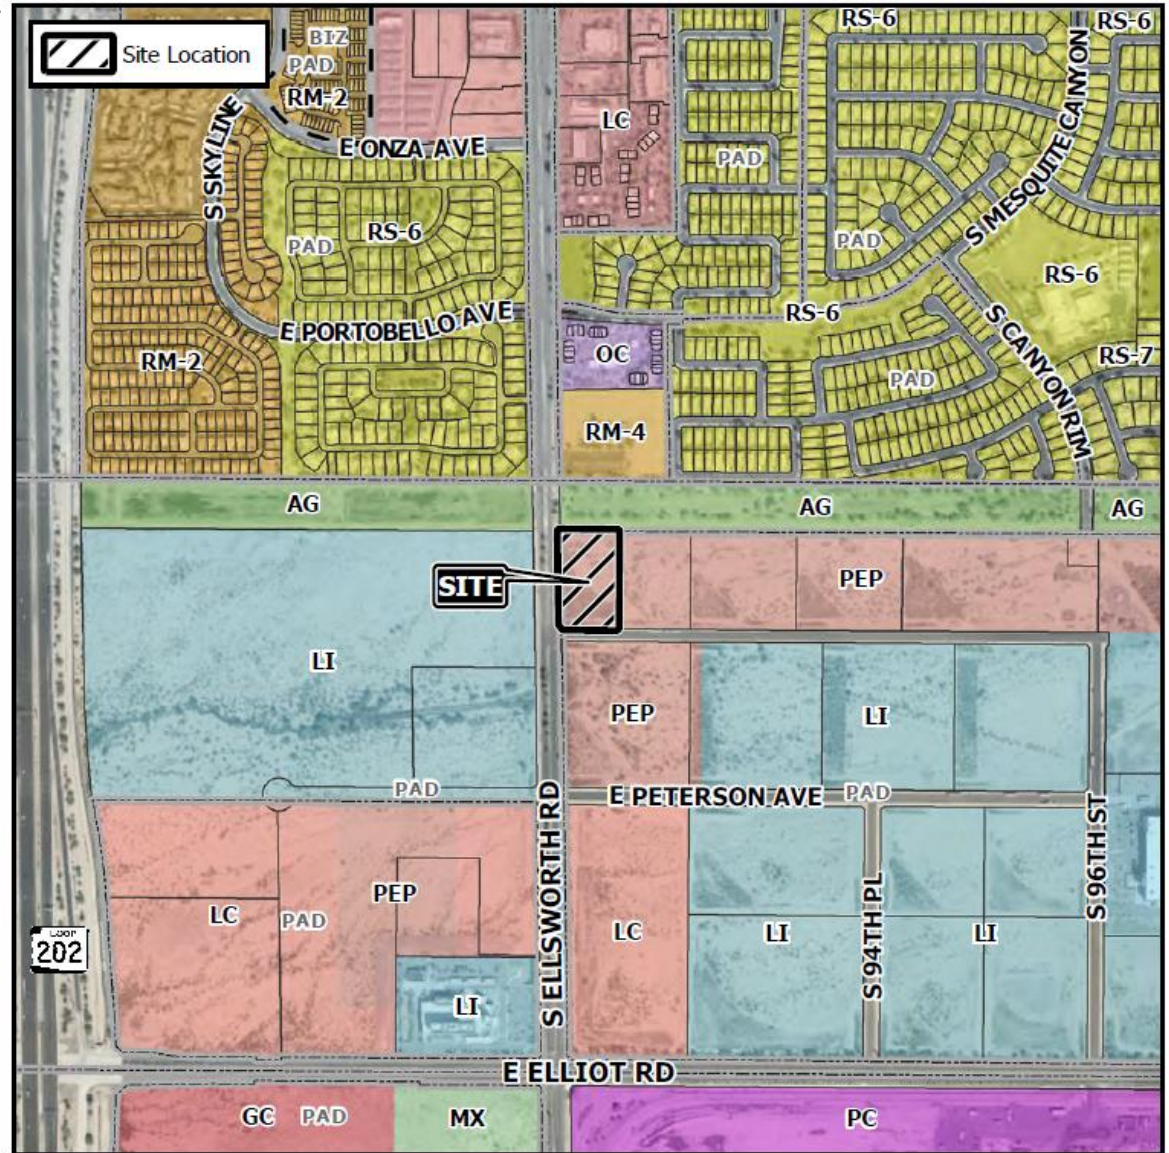 Site Location
BIZ
PAD
RM-2
S SKYLINE
E ONZA AVE
LC
RS-6
RS-6
S MESQUITE CANYON
PAD
PAD
RS-6
PAD
RS-6
E PORTOBELLO AVE
RS-6
OC
S CANYON RIM
RS-7
RM-2
PAD
RM-4
AG
AG
AG
SITE
PEP
LI
PEP
LI
PAD
E PETERSON AVE
PAD
S ELLSWORTH RD
S 96TH ST
PEP
LC
PAD
LC
LI
S 94TH PL
LI
LOOP
202
LI
E ELLIOT RD
GC
PAD
MX
PC